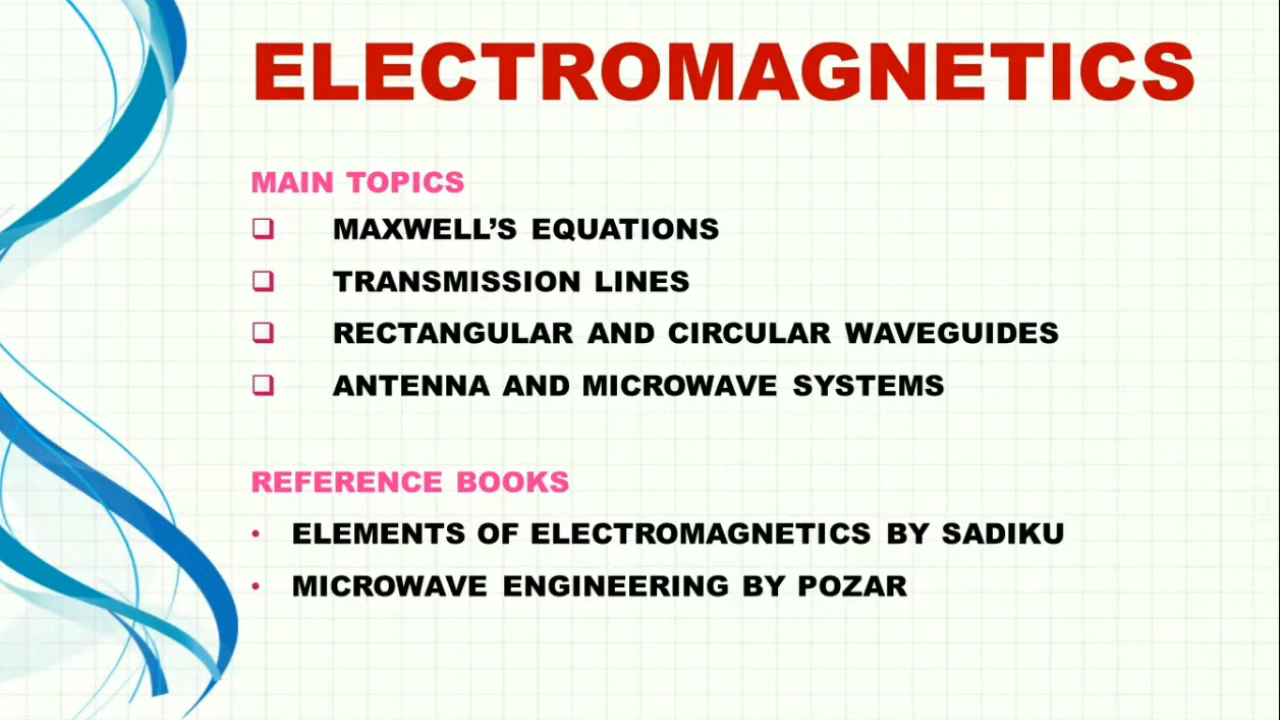 ELECTROMAGNETICS
MAIN TOPICS
❑ MAXWELL’S EQUATIONS
❑ TRANSMISSION LINES
❑ RECTANGULAR AND CIRCULAR WAVEGUIDES
❑ ANTENNA AND MICROWAVE SYSTEMS
REFERENCE BOOKS
• ELEMENTS OF ELECTROMAGNETICS BY SADIKU
• MICROWAVE ENGINEERING BY POZAR